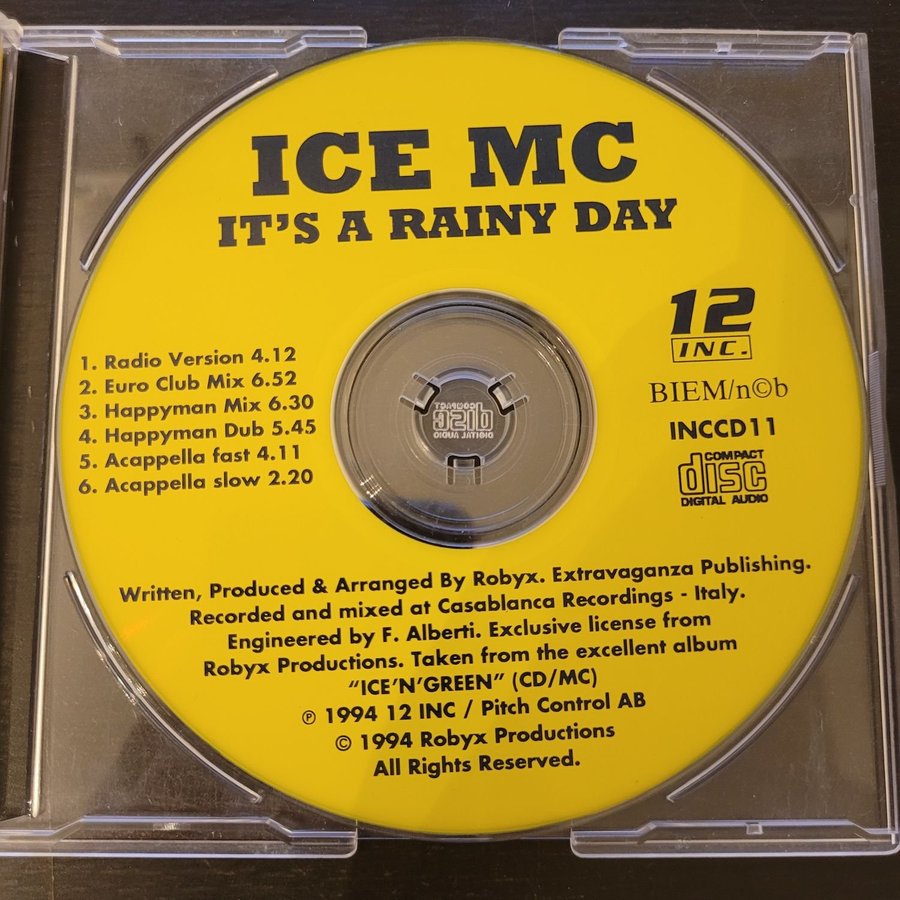 ICE MC
IT'S A RAINY DAY
12
INC.
BIEM/n©b
INCCD11
COMPACT
disc
DIGITAL AUDIO
1. Radio Version 4.12
2. Euro Club Mix 6.52
3. Happyman Mix 6.30
4. Happyman Dub 5.45
5. Acappella fast 4.11
6. Acappella slow 2.20
COMPACT
disc
DIGITAL AUDIO
Written, Produced & Arranged By Robyx. Extravaganza Publishing.
Recorded and mixed at Casablanca Recordings - Italy.
Engineered by F. Alberti. Exclusive license from
Robyx Productions. Taken from the excellent album
"ICE'N'GREEN" (CD/MC)
℗ 1994 12 INC / Pitch Control AB
© 1994 Robyx Productions
All Rights Reserved.